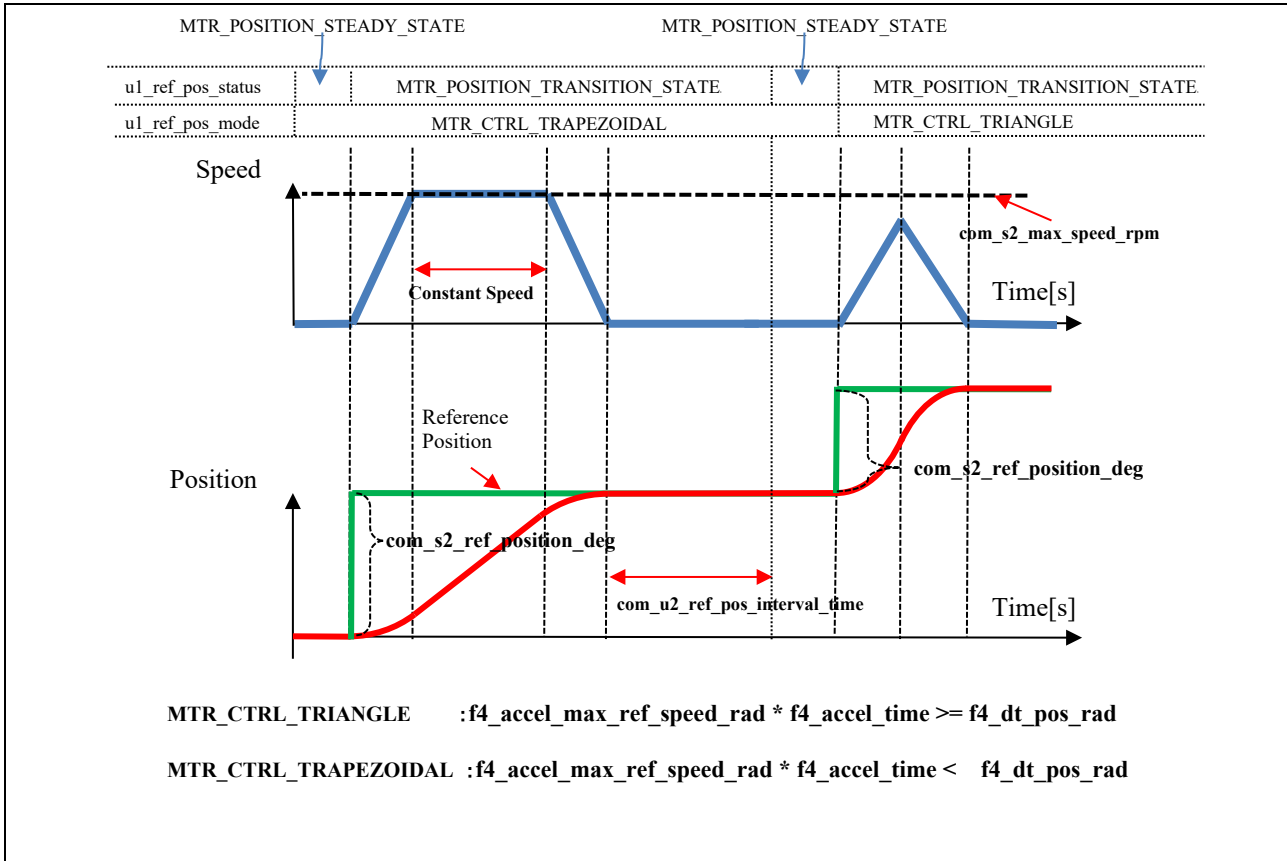 MTR_POSITION_STEADY_STATE MTR_POSITION_STEADY_STATE
u1_ref_pos_status MTR_POSITION_TRANSITION_STATE MTR_POSITION_TRANSITION_STATE
u1_ref_pos_mode MTR_CTRL_TRAPEZOIDAL MTR_CTRL_TRIANGLE
Speed
com_s2_max_speed_rpm
Constant Speed
Time[s]
Reference
Position
Position
com_s2_ref_position_deg
com_s2_ref_position_deg
com_u2_ref_pos_interval_time
Time[s]
MTR_CTRL_TRIANGLE :f4_accel_max_ref_speed_rad * f4_accel_time >= f4_dt_pos_rad
MTR_CTRL_TRAPEZOIDAL :f4_accel_max_ref_speed_rad * f4_accel_time < f4_dt_pos_rad